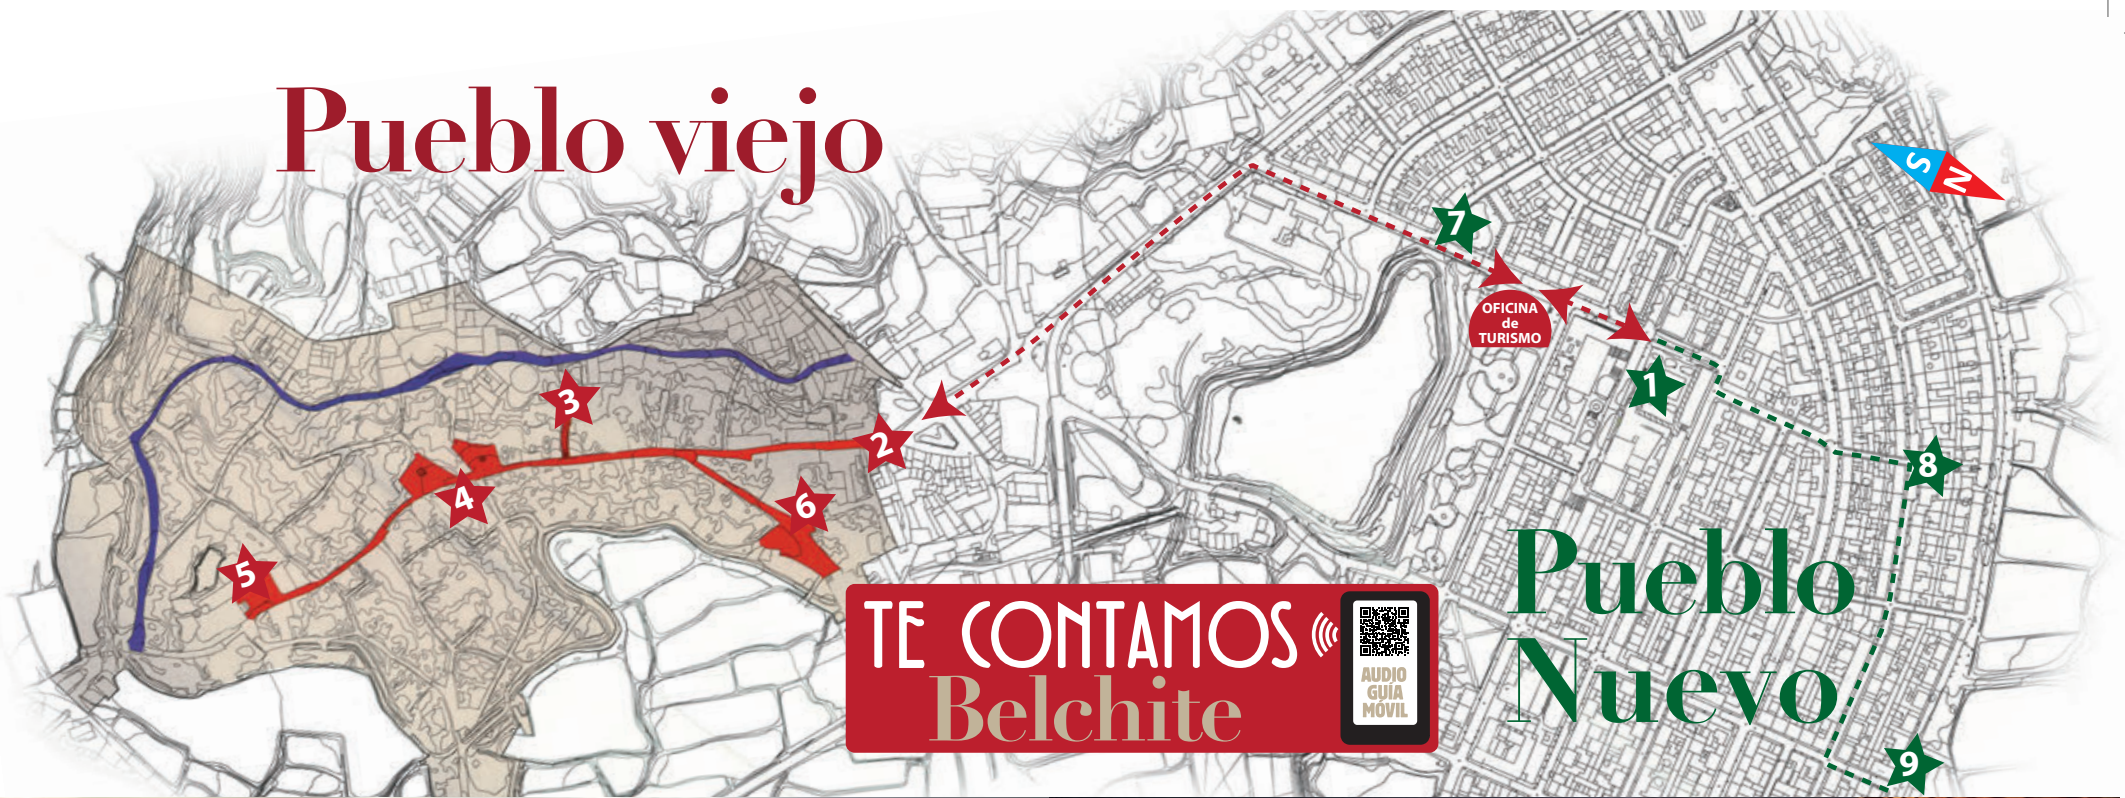 Pueblo viejo
S
N
7
OFICINA
de
TURISMO
1
3
2
8
4
6
5
Pueblo
Nuevo
TE CONTAMOS
Belchite
AUDIO
GUÍA
MÓVIL
9